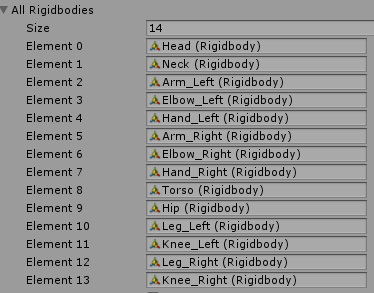 All Rigidbodies
Size 14
Element 0 Head (Rigidbody)
Element 1 Neck (Rigidbody)
Element 2 Arm_Left (Rigidbody)
Element 3 Elbow_Left (Rigidbody)
Element 4 Hand_Left (Rigidbody)
Element 5 Arm_Right (Rigidbody)
Element 6 Elbow_Right (Rigidbody)
Element 7 Hand_Right (Rigidbody)
Element 8 Torso (Rigidbody)
Element 9 Hip (Rigidbody)
Element 10 Leg_Left (Rigidbody)
Element 11 Knee_Left (Rigidbody)
Element 12 Leg_Right (Rigidbody)
Element 13 Knee_Right (Rigidbody)